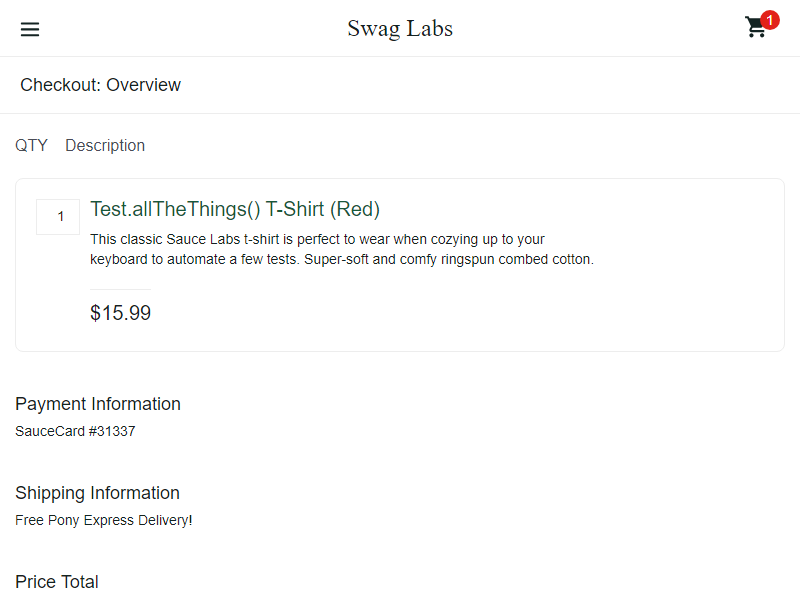 Swag Labs
1
Checkout: Overview
QTY Description
1
Test.allTheThings() T-Shirt (Red)
This classic Sauce Labs t-shirt is perfect to wear when cozying up to your
keyboard to automate a few tests. Super-soft and comfy ringspun combed cotton.
$15.99
Payment Information
SauceCard #31337
Shipping Information
Free Pony Express Delivery!
Price Total